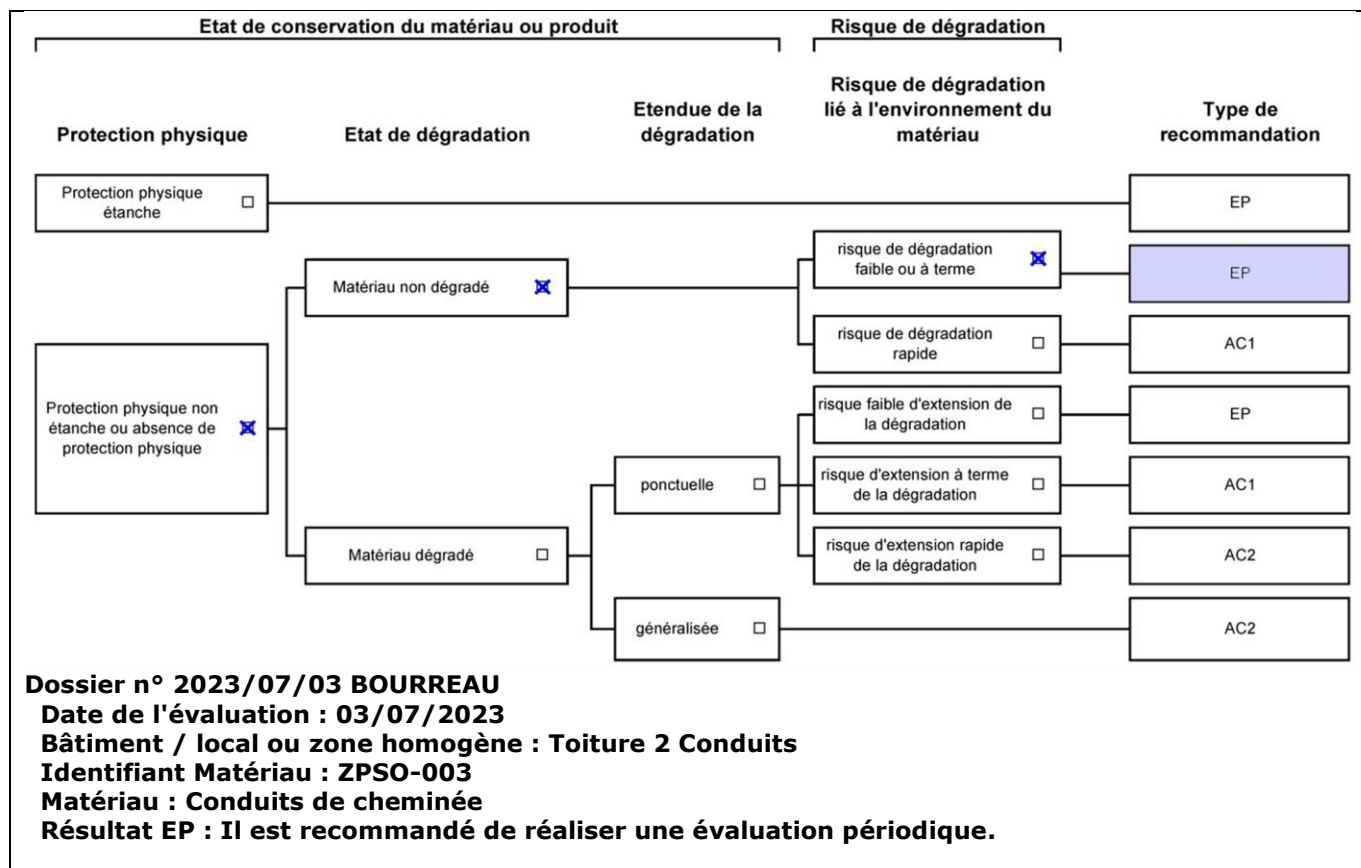 Etat de conservation du matériau ou produit
Risque de dégradation
Protection physique
Etat de dégradation
Etendue de la
dégradation
Risque de dégradation
lié à l'environnement du
matériau
Type de
recommandation
Protection physique
étanche
EP
risque de dégradation
faible ou à terme
EP
Matériau non dégradé
risque de dégradation
rapide
AC1
Protection physique non
étanche ou absence de
protection physique
risque faible d'extension de
la dégradation
EP
ponctuelle
risque d'extension à terme
de la dégradation
AC1
Matériau dégradé
risque d'extension rapide
de la dégradation
AC2
généralisée
AC2
Dossier n° 2023/07/03 BOURREAU
Date de l'évaluation : 03/07/2023
Bâtiment / local ou zone homogène : Toiture 2 Conduits
Identifiant Matériau : ZPSO-003
Matériau : Conduits de cheminée
Résultat EP : Il est recommandé de réaliser une évaluation périodique.